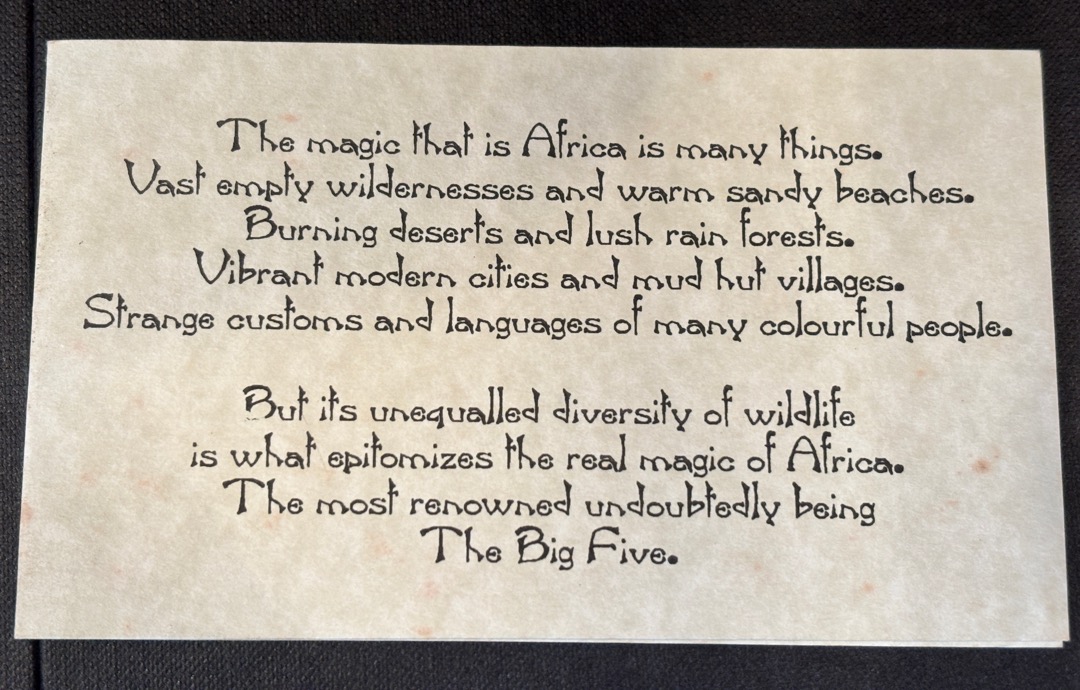 The magic that is Africa is many things.
Vast empty wildernesses and warm sandy beaches.
Burning deserts and lush rain forests.
Vibrant modern cities and mud hut villages.
Strange customs and languages of many colourful people.
But its unequalled diversity of wildlife
is what epitomizes the real magic of Africa.
The most renowned undoubtedly being
The Big Five.